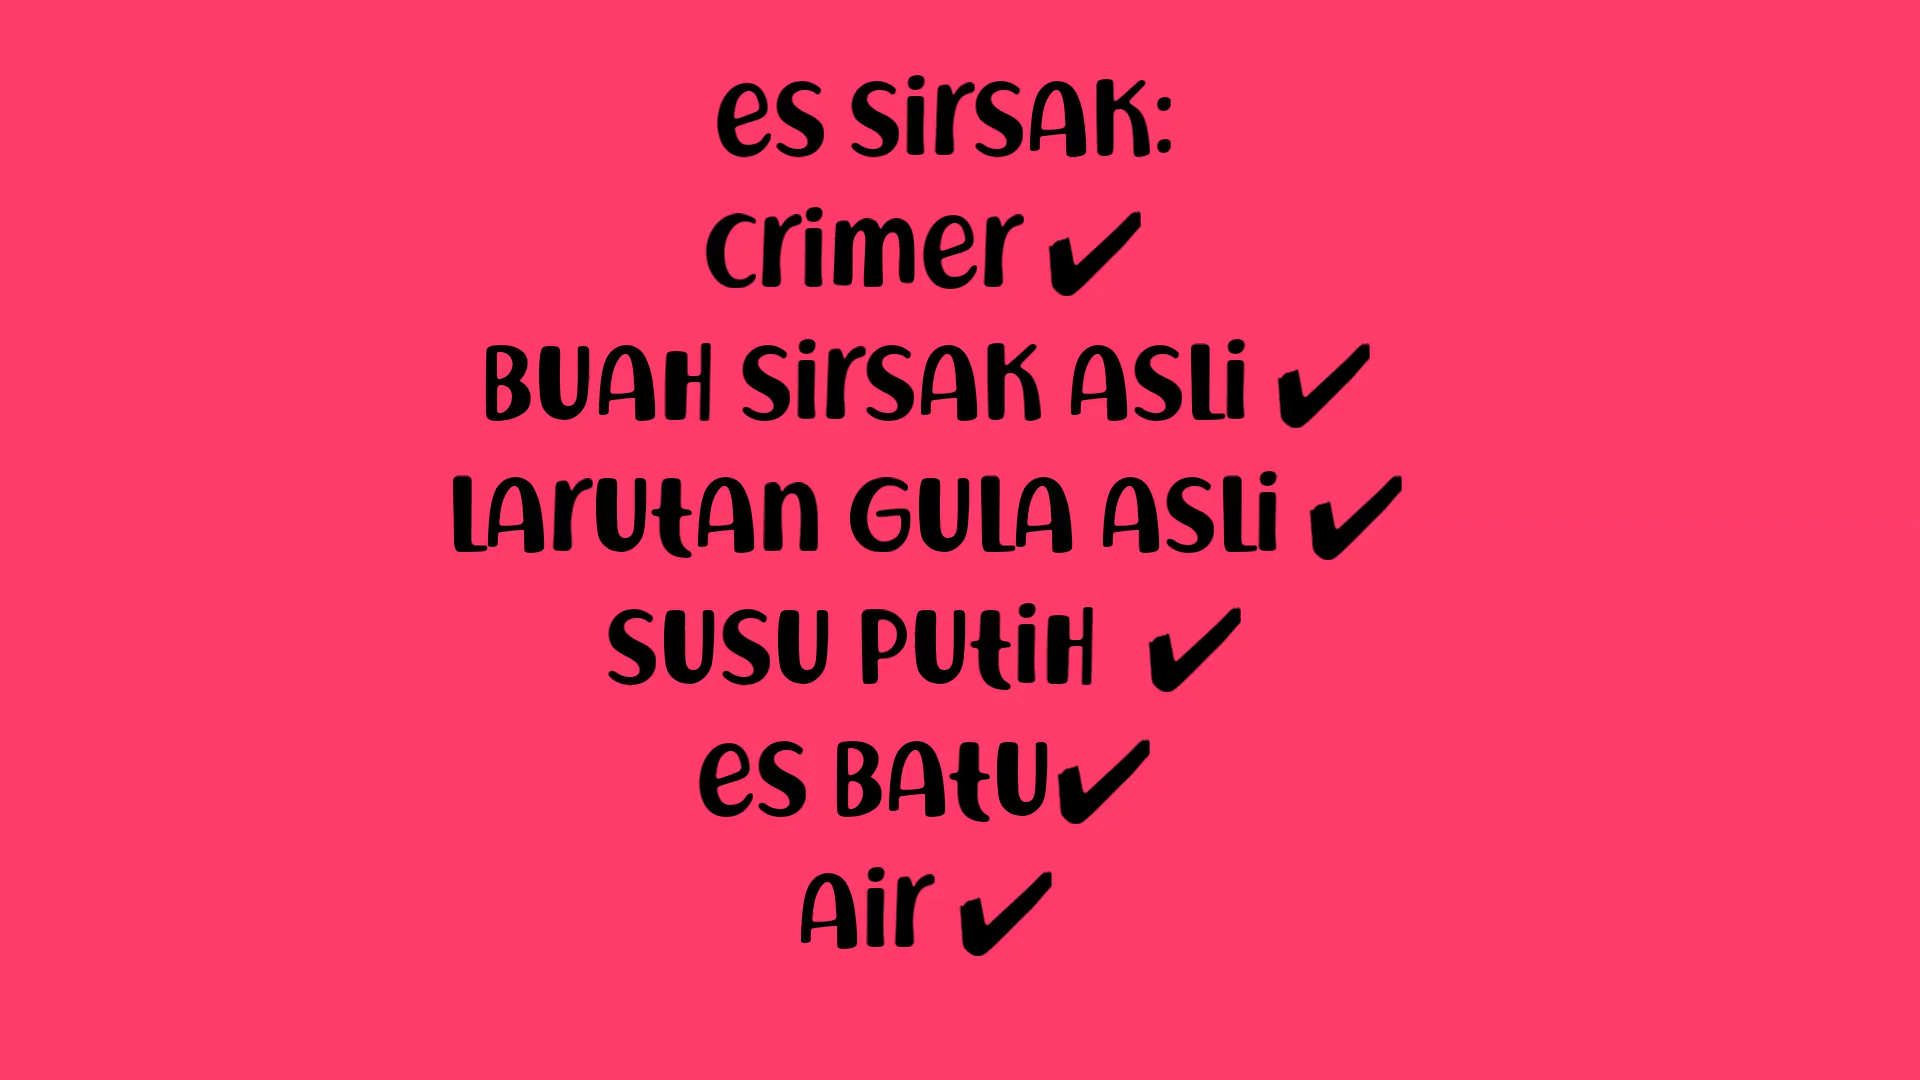 es sirsAK:
crimer ✔
BUAH sirsAK ASLi ✔
LArutAn GULA ASLi ✔
SUSU PUtiH ✔
es BAtU✔
Air ✔